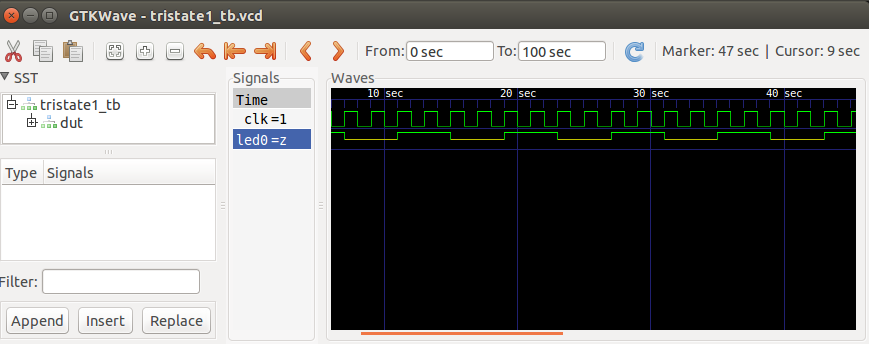 GTKWave - tristate1_tb.vcd
From: 0 sec To: 100 sec Marker: 47 sec | Cursor: 9 sec
SST
tristate1_tb
dut
Type Signals
Filter:
Append Insert Replace
Signals
Time
clk =1
led0 =z
Waves
10 sec 20 sec 30 sec 40 sec